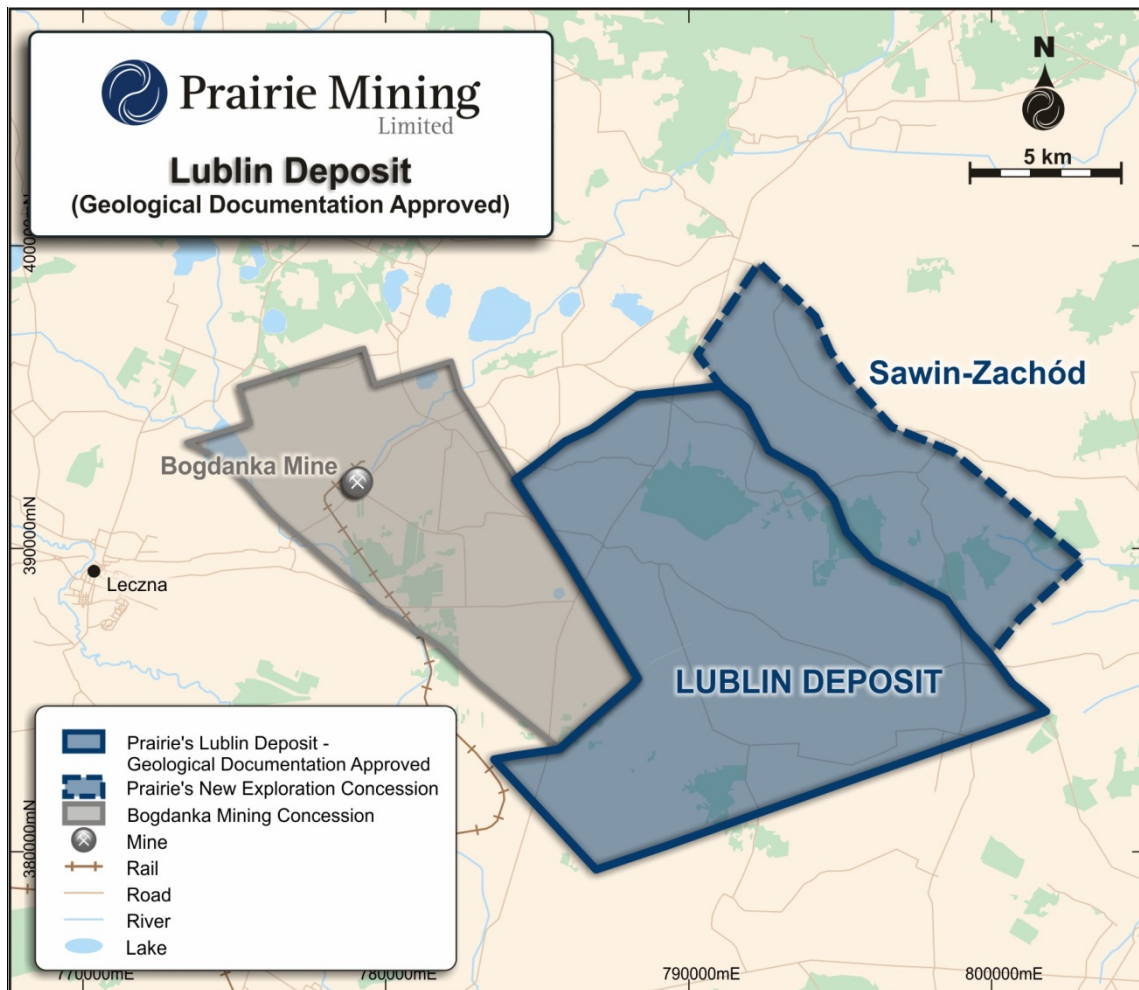 Prairie Mining
Limited
Lublin Deposit
(Geological Documentation Approved)
N
5 km
400000mN
Sawin-Zachód
Bogdanka Mine
390000mN
Leczna
LUBLIN DEPOSIT
Prairie's Lublin Deposit -
Geological Documentation Approved
Prairie's New Exploration Concession
Bogdanka Mining Concession
Mine
Rail
Road
River
Lake
380000mN
770000mE
780000mE
790000mE
800000mE